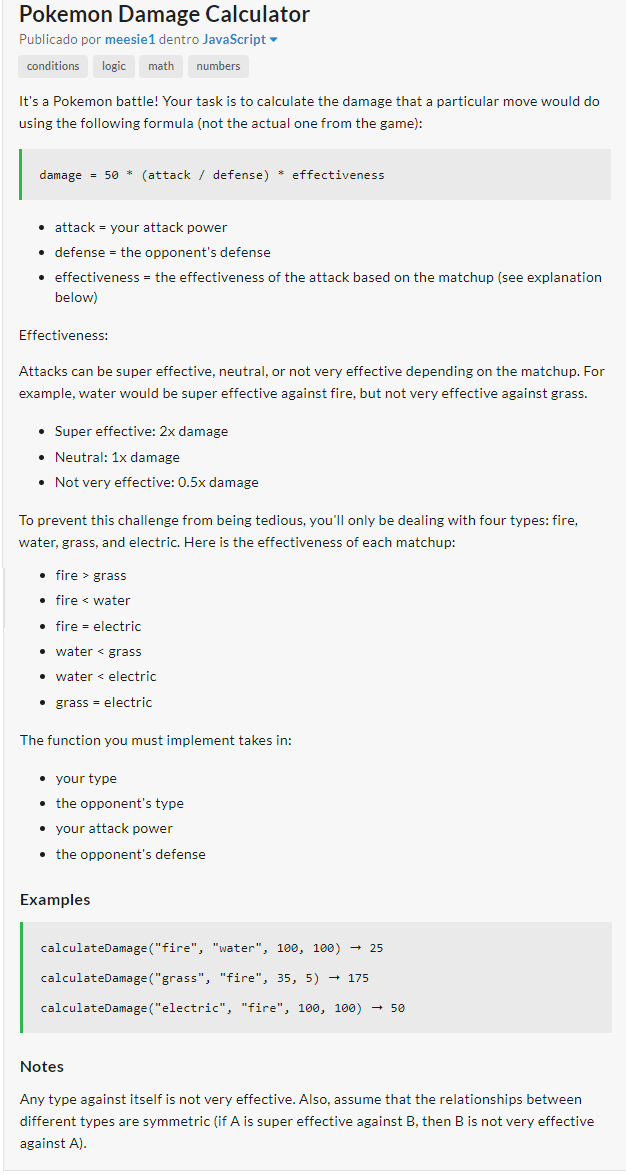 Pokemon Damage Calculator
Publicado por meesie1 dentro JavaScript
conditions logic math numbers
It's a Pokemon battle! Your task is to calculate the damage that a particular move would do
using the following formula (not the actual one from the game):
damage = 50 * (attack / defense) * effectiveness
• attack = your attack power
• defense = the opponent's defense
• effectiveness = the effectiveness of the attack based on the matchup (see explanation
below)
Effectiveness:
Attacks can be super effective, neutral, or not very effective depending on the matchup. For
example, water would be super effective against fire, but not very effective against grass.
• Super effective: 2x damage
• Neutral: 1x damage
• Not very effective: 0.5x damage
To prevent this challenge from being tedious, you'll only be dealing with four types: fire,
water, grass, and electric. Here is the effectiveness of each matchup:
• fire > grass
• fire < water
• fire = electric
• water < grass
• water < electric
• grass = electric
The function you must implement takes in:
• your type
• the opponent's type
• your attack power
• the opponent's defense
Examples
calculateDamage("fire", "water", 100, 100) → 25
calculateDamage("grass", "fire", 35, 5) → 175
calculateDamage("electric", "fire", 100, 100) → 50
Notes
Any type against itself is not very effective. Also, assume that the relationships between
different types are symmetric (if A is super effective against B, then B is not very effective
against A).